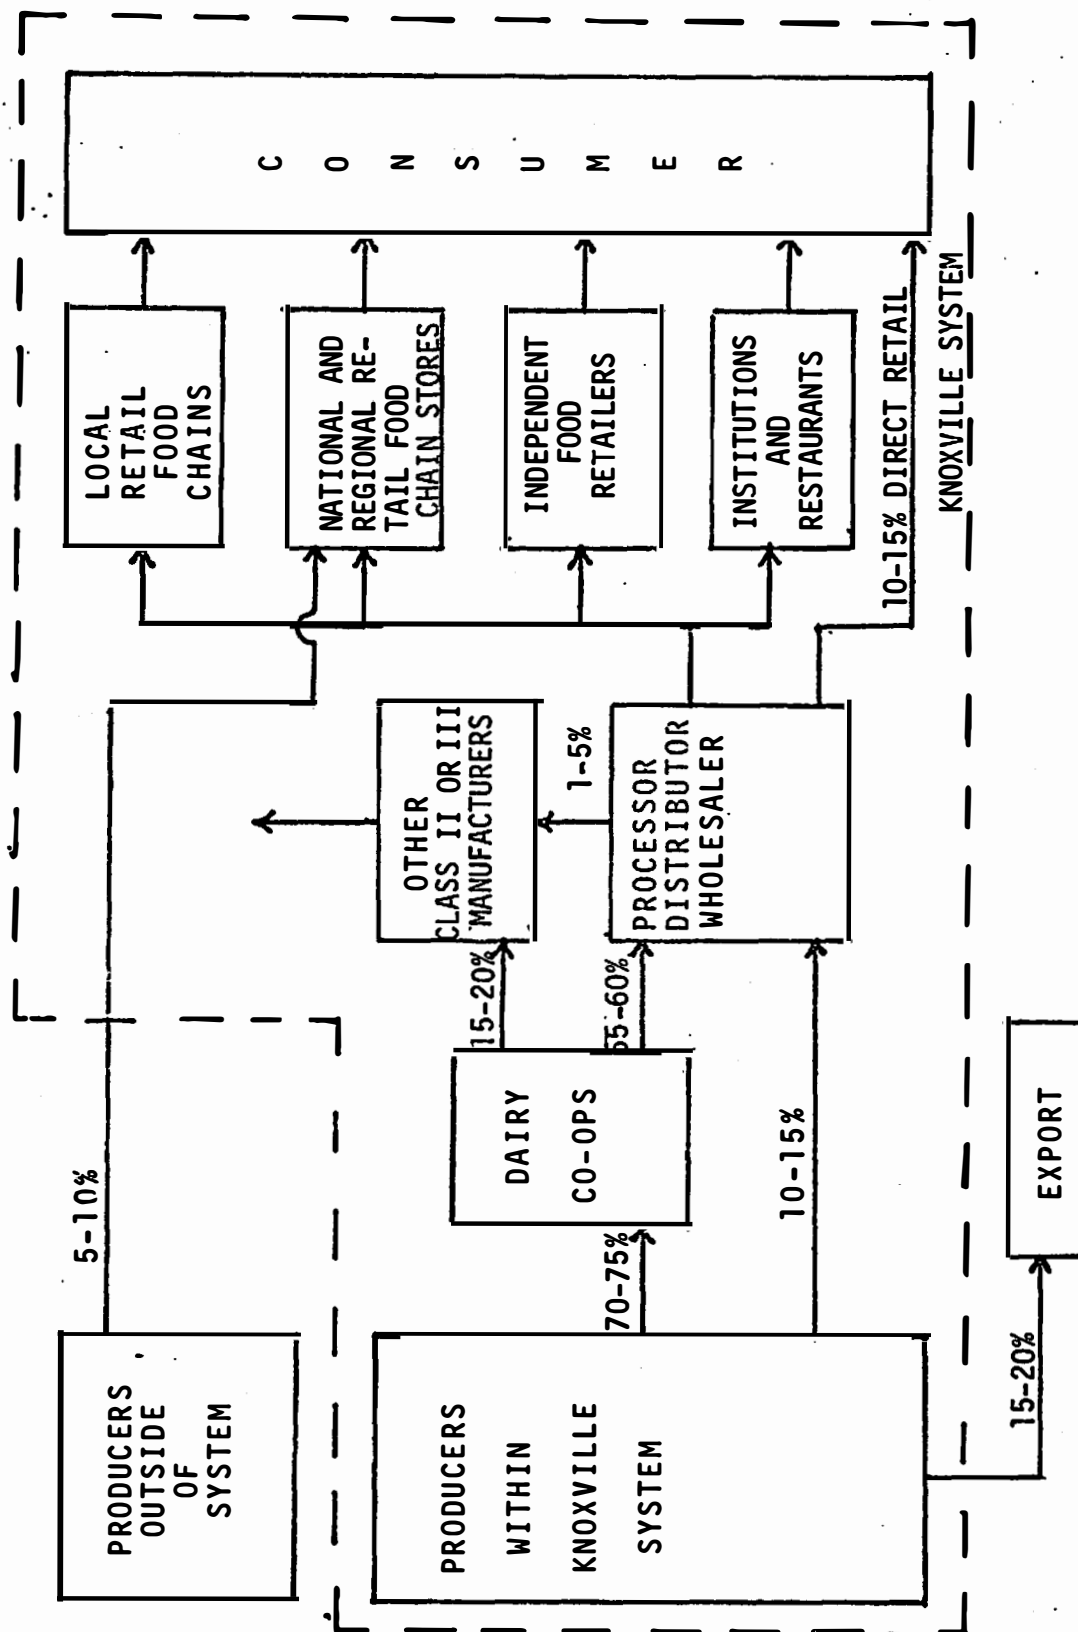 PRODUCERS
OUTSIDE
OF
SYSTEM
5-10%
PRODUCERS
WITHIN
KNOXVILLE
SYSTEM
70-75%
10-15%
15-20%
EXPORT
DAIRY
CO-OPS
15-20%
55-60%
OTHER
CLASS II OR III
MANUFACTURERS
1-5%
PROCESSOR
DISTRIBUTOR
WHOLESALER
LOCAL
RETAIL
FOOD
CHAINS
NATIONAL AND
REGIONAL RE-
TAIL FOOD
CHAIN STORES
INDEPENDENT
FOOD
RETAILERS
INSTITUTIONS
AND
RESTAURANTS
10-15% DIRECT RETAIL
KNOXVILLE SYSTEM
CONSUMER